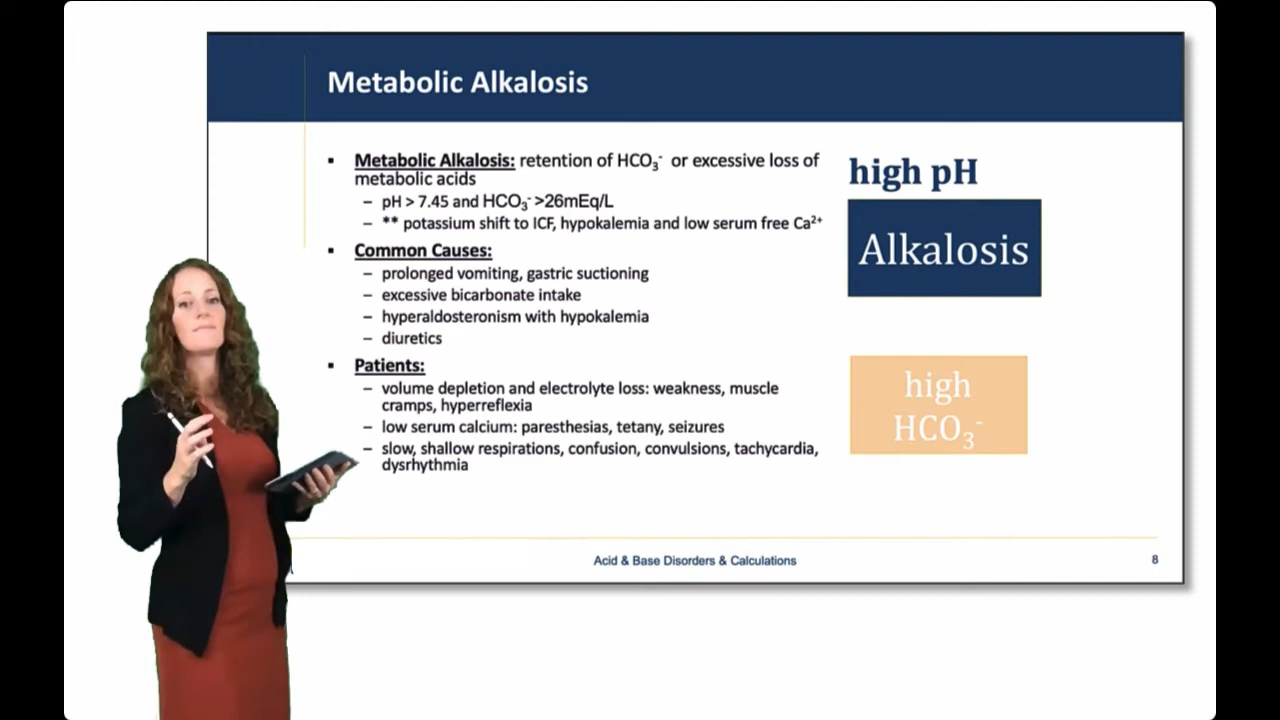 Metabolic Alkalosis
▪ Metabolic Alkalosis: retention of HCO₃⁻ or excessive loss of
metabolic acids
– pH > 7.45 and HCO₃⁻ >26mEq/L
– ** potassium shift to ICF, hypokalemia and low serum free Ca²⁺
▪ Common Causes:
– prolonged vomiting, gastric suctioning
– excessive bicarbonate intake
– hyperaldosteronism with hypokalemia
– diuretics
▪ Patients:
– volume depletion and electrolyte loss: weakness, muscle
cramps, hyperreflexia
– low serum calcium: paresthesias, tetany, seizures
– slow, shallow respirations, confusion, convulsions, tachycardia,
dysrhythmia
high pH
Alkalosis
high
HCO₃⁻
Acid & Base Disorders & Calculations
8